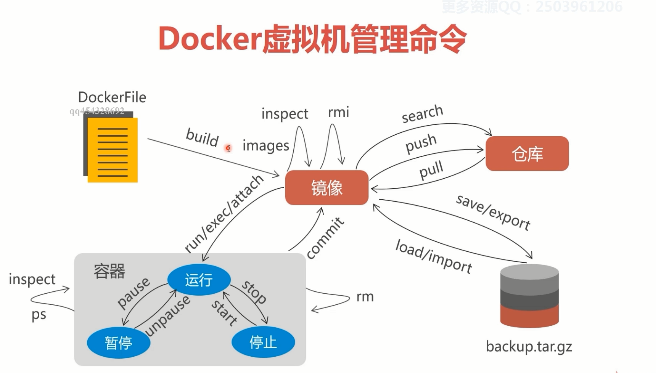 更多资源QQ：2503961206
Docker虚拟机管理命令
DockerFile
build
images
inspect
rmi
search
push
pull
仓库
镜像
run/exec/attach
commit
save/export
load/import
backup.tar.gz
容器
运行
pause
unpause
stop
start
暂停
停止
inspect
ps
rm